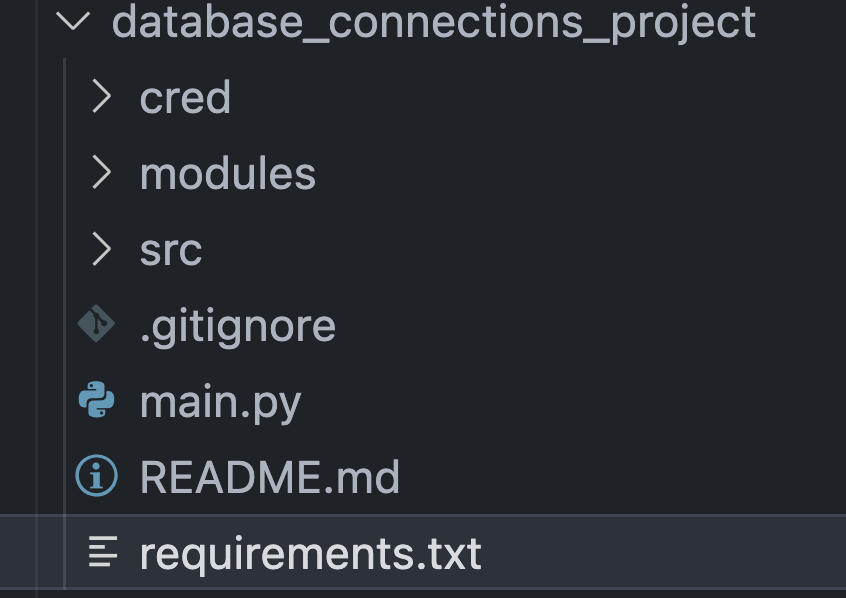 database_connections_project
cred
modules
src
.gitignore
main.py
README.md
requirements.txt